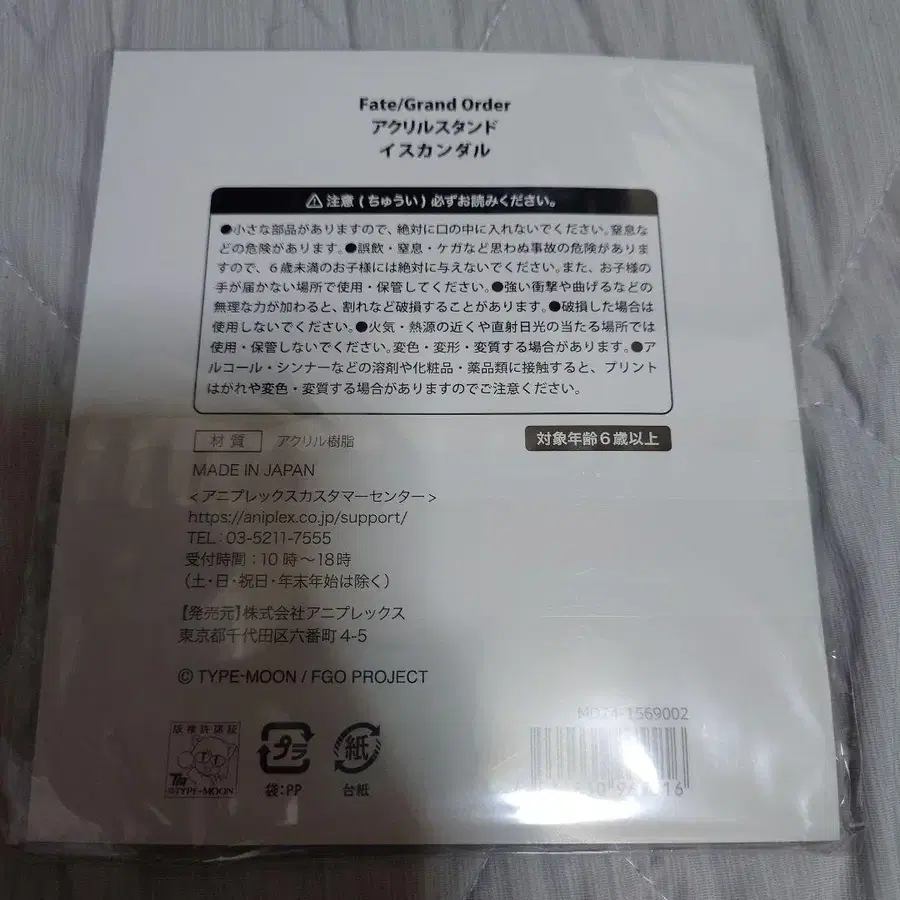 Fate/Grand Order
アクリルスタンド
イスカンダル
注意(ちゅうい)必ずお読みください。
●小さな部品がありますので、絶対に口の中に入れないでください。窒息な
どの危険があります。●誤飲・窒息・ケガなど思わぬ事故の危険がありま
すので、6歳未満のお子様には絶対に与えないでください。また、お子様の
手が届かない場所で使用・保管してください。●強い衝撃や曲げるなどの
無理な力が加わると、割れなど破損することがあります。●破損した場合は
使用しないでください。●火気・熱源の近くや直射日光の当たる場所では
使用・保管しないでください。変色・変形・変質する場合があります。●ア
ルコール・シンナーなどの溶剤や化粧品・薬品類に接触すると、プリント
はがれや変色・変質する場合がありますのでご注意ください。
材質 アクリル樹脂
対象年齢6歳以上
MADE IN JAPAN
<アニプレックスカスタマーセンター>
https://aniplex.co.jp/support/
TEL:03-5211-7555
受付時間:10時〜18時
(土・日・祝日・年末年始は除く)
【発売元】株式会社アニプレックス
東京都千代田区六番町4-5
© TYPE-MOON / FGO PROJECT
版権許諾証
TM
©TYPE-MOON
プラ
袋:PP
紙
台紙
1569002